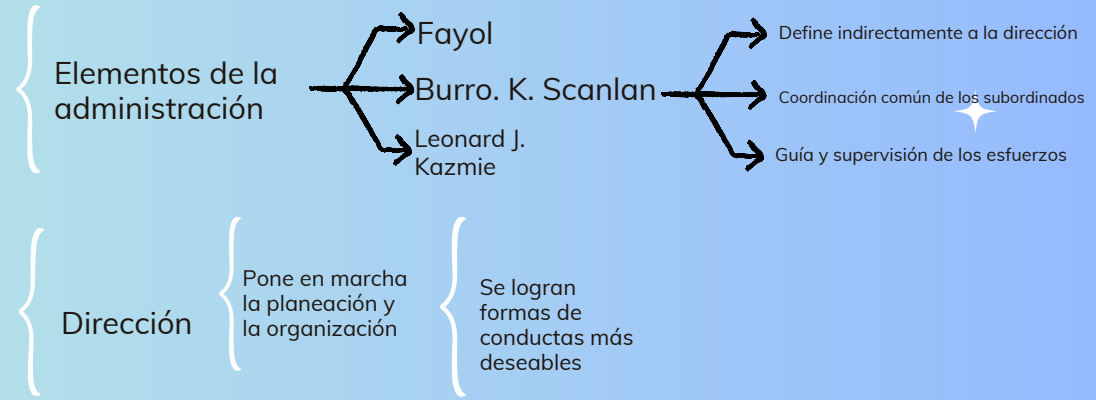 Elementos de la
administración
Fayol
Burro. K. Scanlan
Leonard J.
Kazmie
Define indirectamente a la dirección
Coordinación común de los subordinados
Guía y supervisión de los esfuerzos
Dirección
Pone en marcha
la planeación y
la organización
Se logran
formas de
conductas más
deseables